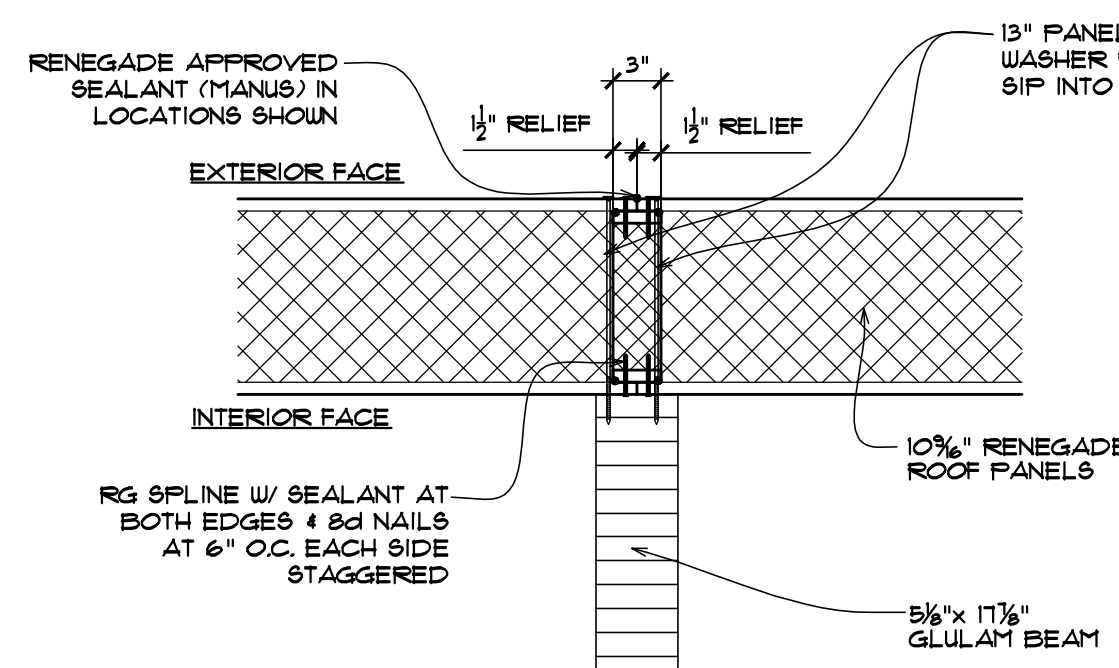 RENEGADE APPROVED
SEALANT (MANUS) IN
LOCATIONS SHOWN
3"
1½" RELIEF
1½" RELIEF
13" PANEL
WASHER
SIP INTO
EXTERIOR FACE
INTERIOR FACE
10 9/16" RENEGADE
ROOF PANELS
RG SPLINE W/ SEALANT AT
BOTH EDGES & 8d NAILS
AT 6" O.C. EACH SIDE
STAGGERED
5⅛"x 17⅞"
GLULAM BEAM